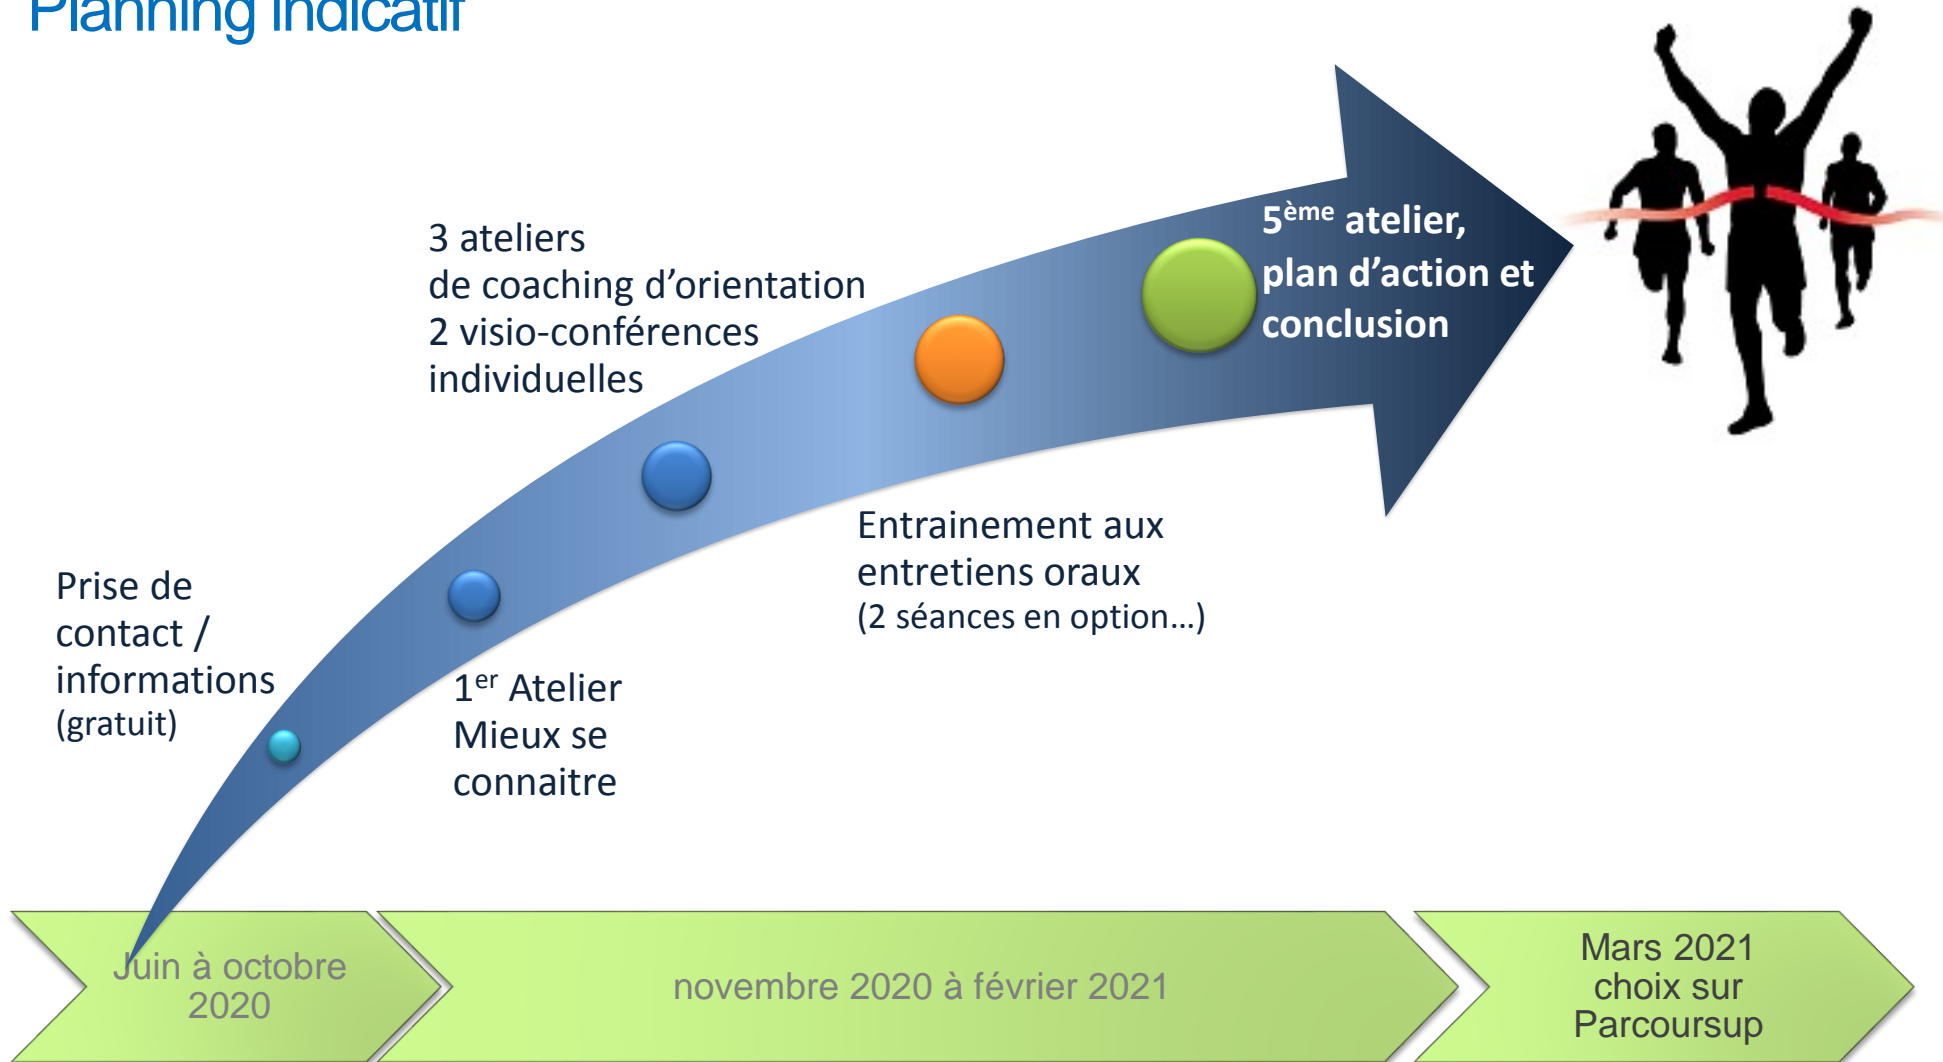 Planning indicatif
3 ateliers
de coaching d’orientation
2 visio-conférences
individuelles
5ème atelier,
plan d’action et
conclusion
Entrainement aux
entretiens oraux
(2 séances en option…)
Prise de
contact /
informations
(gratuit)
1er Atelier
Mieux se
connaitre
Juin à octobre
2020
novembre 2020 à février 2021
Mars 2021
choix sur
Parcoursup